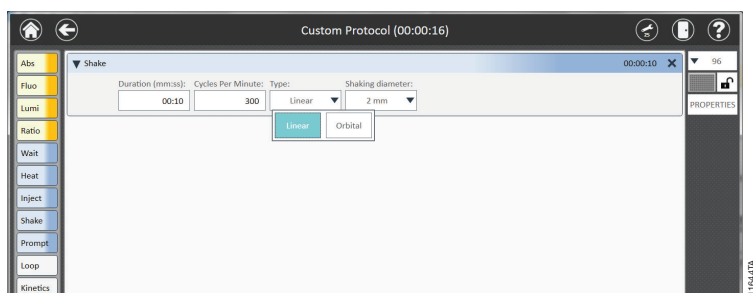 Custom Protocol (00:00:16)
25
?
Abs
Fluo
Lumi
Ratio
Wait
Heat
Inject
Shake
Prompt
Loop
Kinetics
Shake
00:00:10 X
Duration (mm:ss): Cycles Per Minute: Type: Shaking diameter:
00:10 300 Linear 2 mm
Linear Orbital
96
PROPERTIES